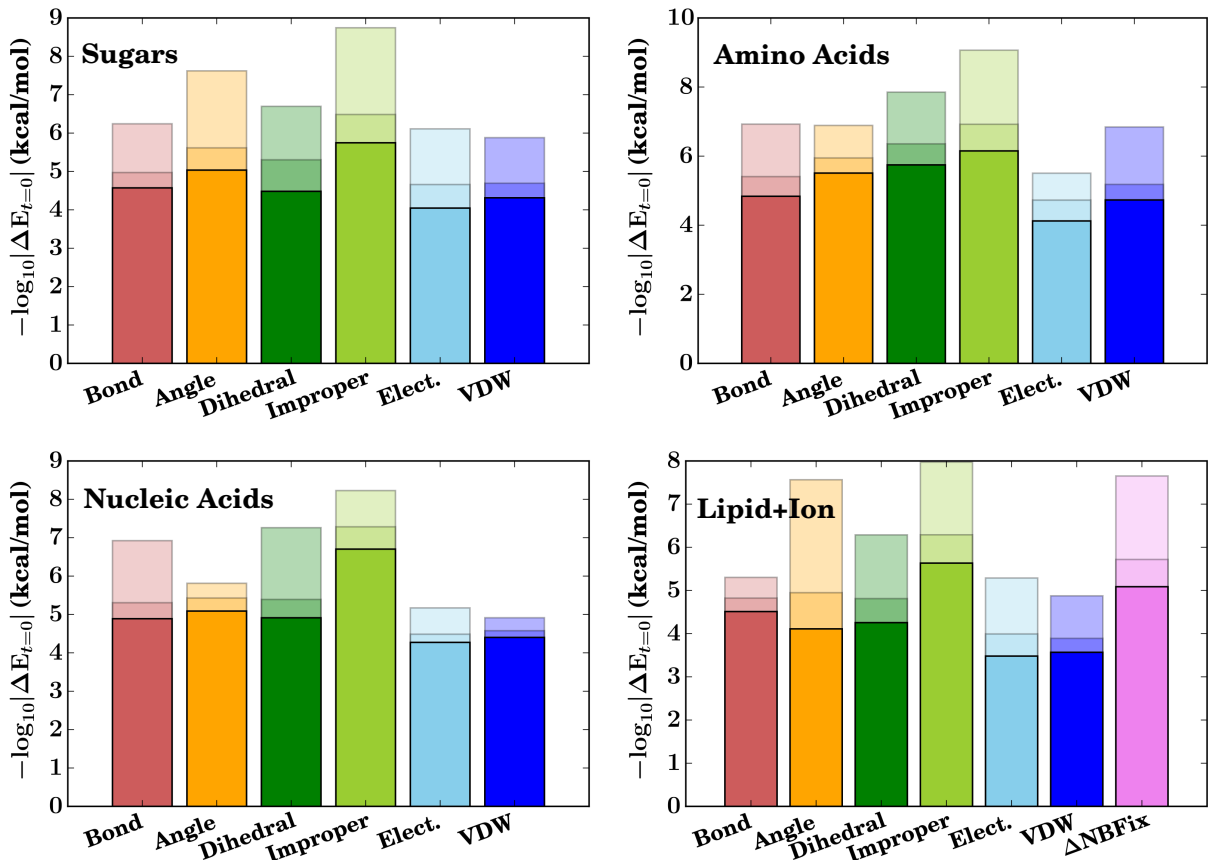 Sugars
−log₁₀|ΔE_{t=0}| (kcal/mol)
9
8
7
6
5
4
3
2
1
0
Bond Angle Dihedral Improper Elect. VDW
Amino Acids
−log₁₀|ΔE_{t=0}| (kcal/mol)
10
8
6
4
2
0
Bond Angle Dihedral Improper Elect. VDW
Nucleic Acids
−log₁₀|ΔE_{t=0}| (kcal/mol)
9
8
7
6
5
4
3
2
1
0
Bond Angle Dihedral Improper Elect. VDW
Lipid+Ion
−log₁₀|ΔE_{t=0}| (kcal/mol)
8
7
6
5
4
3
2
1
0
Bond Angle Dihedral Improper Elect. VDW ΔNBFix